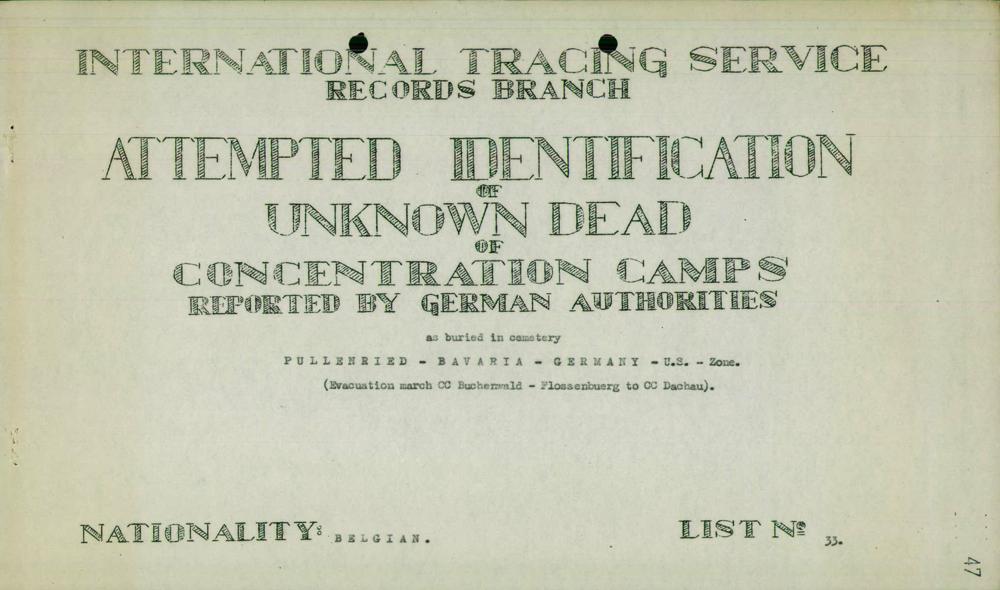 INTERNATIONAL TRACING SERVICE
RECORDS BRANCH
ATTEMPTED IDENTIFICATION
OF
UNKNOWN DEAD
OF
CONCENTRATION CAMPS
REPORTED BY GERMAN AUTHORITIES
as buried in cemetery
PULLENRIED - BAVARIA - GERMANY - U.S. - Zone.
(Evacuation march CC Buchenwald - Flossenbuerg to CC Dachau).
NATIONALITY: BELGIAN.
LIST Nº 33.
47